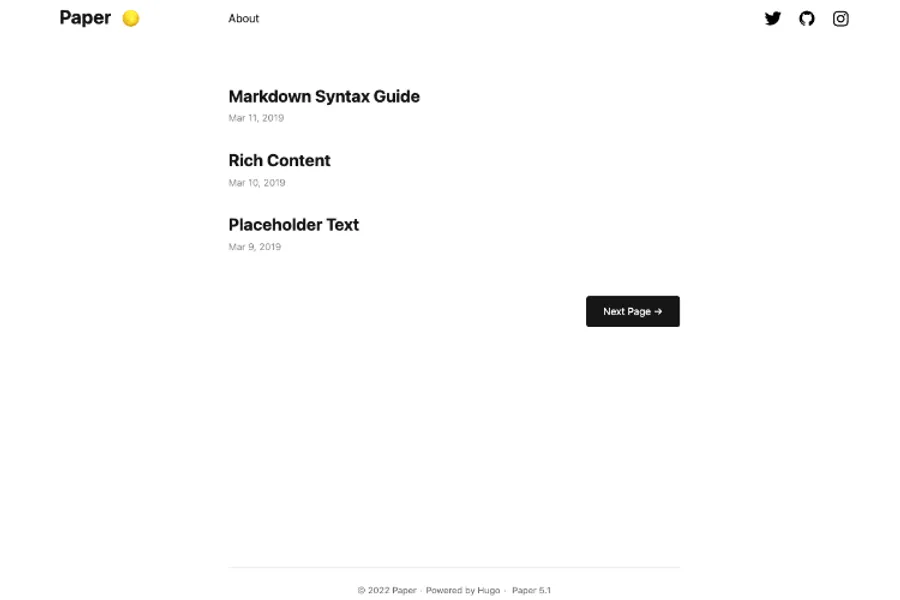 Paper
About
Markdown Syntax Guide
Mar 11, 2019
Rich Content
Mar 10, 2019
Placeholder Text
Mar 9, 2019
Next Page →
© 2022 Paper · Powered by Hugo · Paper 5.1